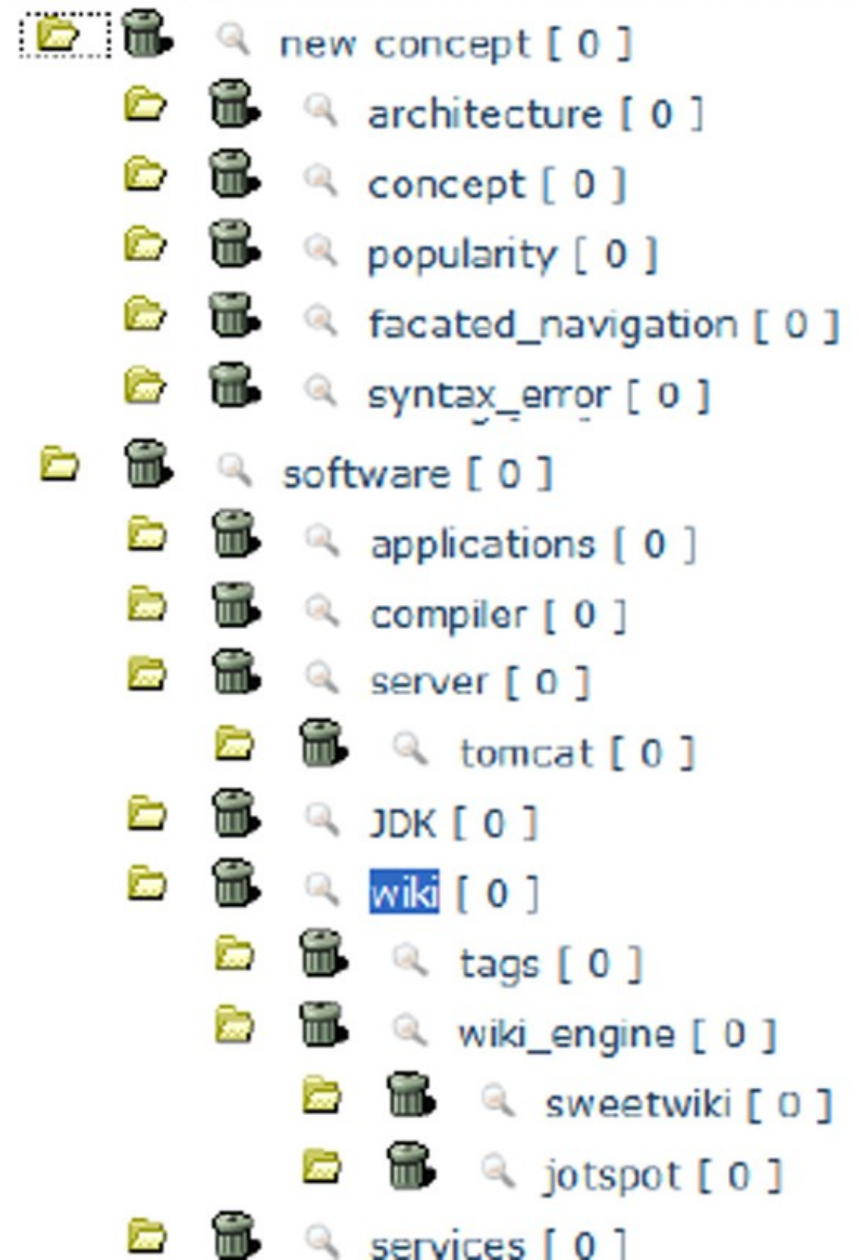 new concept [ 0 ]
architecture [ 0 ]
concept [ 0 ]
popularity [ 0 ]
facated_navigation [ 0 ]
syntax_error [ 0 ]
software [ 0 ]
applications [ 0 ]
compiler [ 0 ]
server [ 0 ]
tomcat [ 0 ]
JDK [ 0 ]
wiki [ 0 ]
tags [ 0 ]
wiki_engine [ 0 ]
sweetwiki [ 0 ]
jotspot [ 0 ]
services [ 0 ]